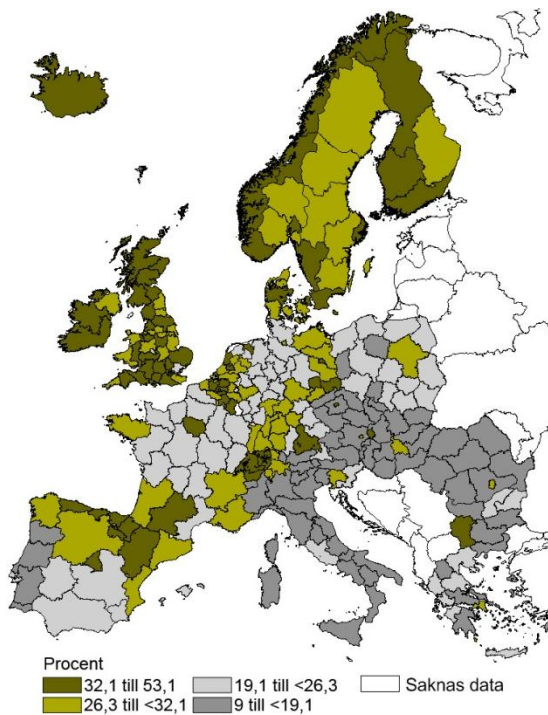 Procent
32,1 till 53,1 19,1 till <26,3 Saknas data
26,3 till <32,1 9 till <19,1